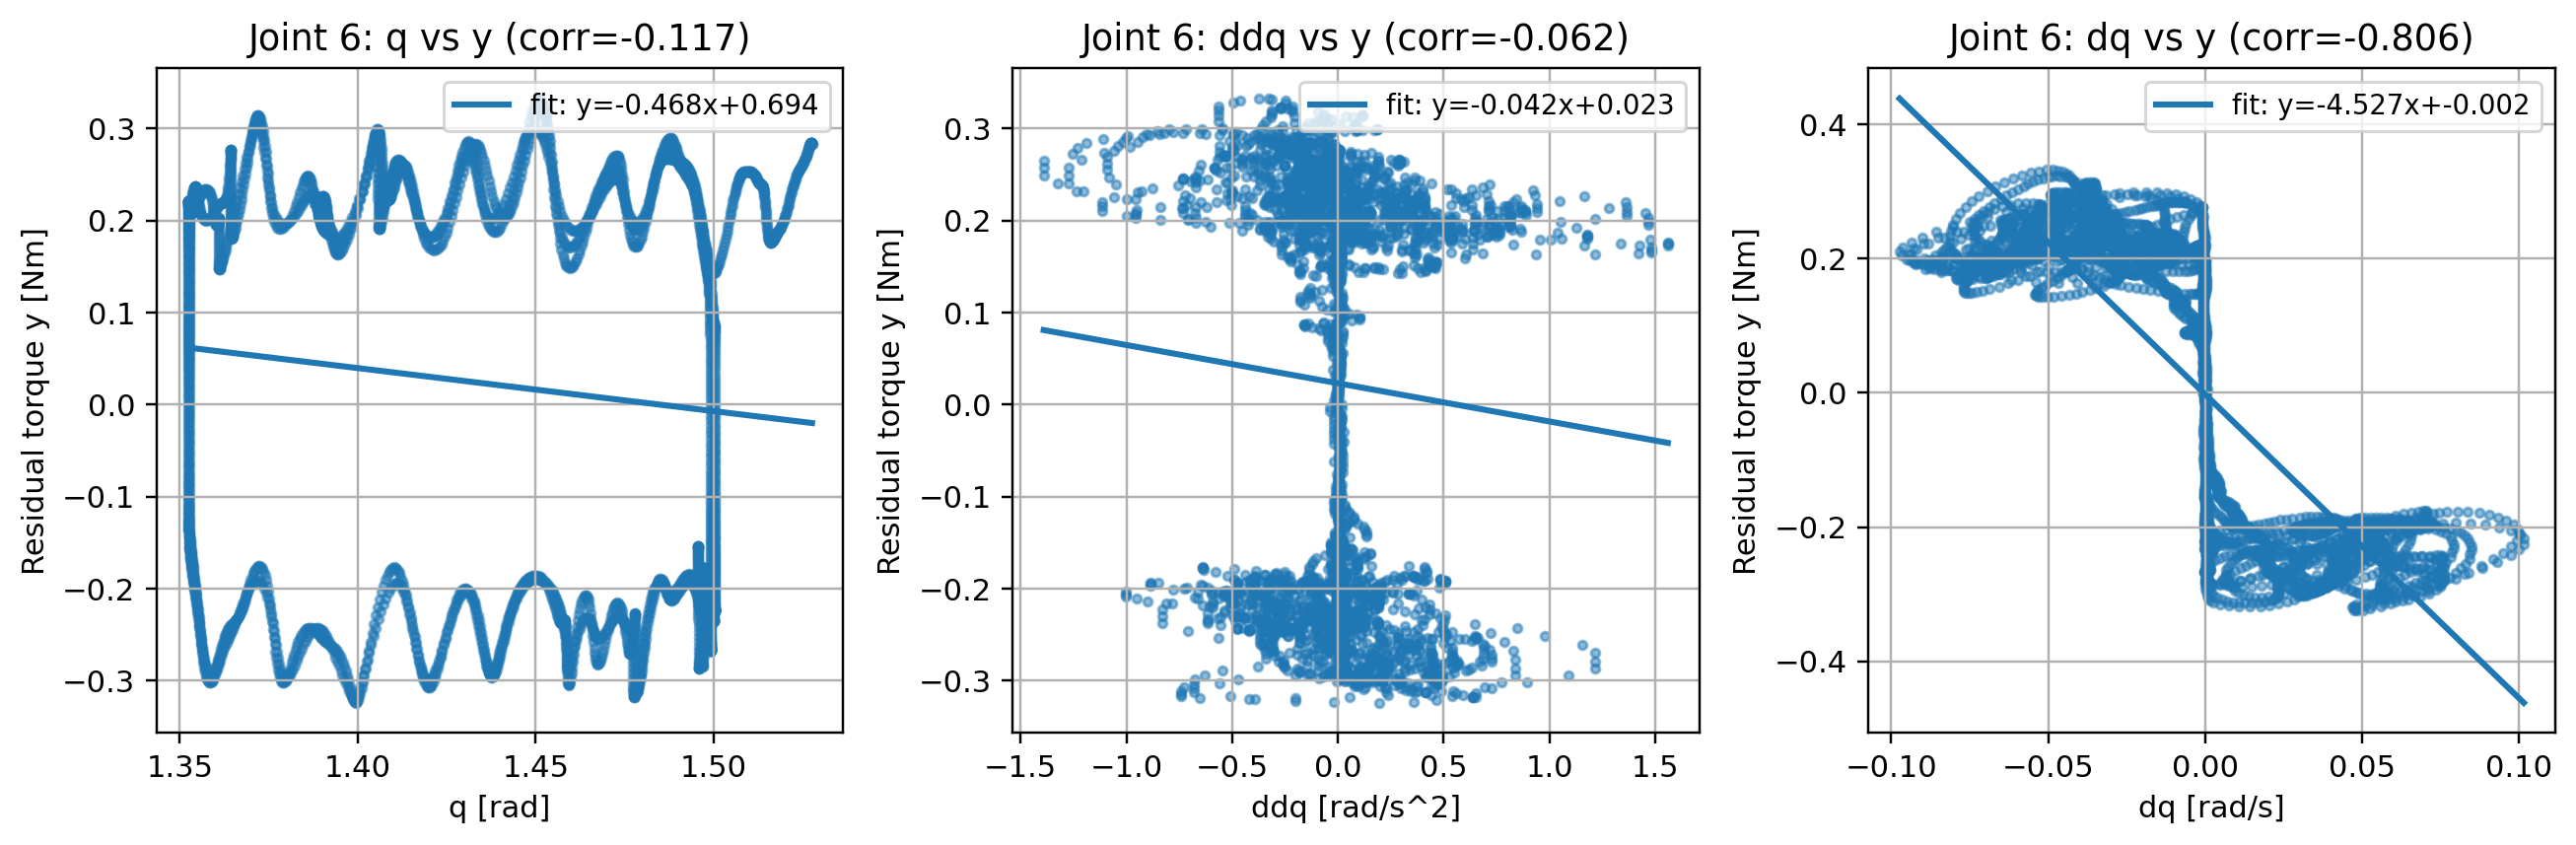 Joint 6: q vs y (corr=-0.117)
fit: y=-0.468x+0.694
Residual torque y [Nm]
0.3
0.2
0.1
0.0
−0.1
−0.2
−0.3
1.35 1.40 1.45 1.50
q [rad]
Joint 6: ddq vs y (corr=-0.062)
fit: y=-0.042x+0.023
Residual torque y [Nm]
0.3
0.2
0.1
0.0
−0.1
−0.2
−0.3
−1.5 −1.0 −0.5 0.0 0.5 1.0 1.5
ddq [rad/s^2]
Joint 6: dq vs y (corr=-0.806)
fit: y=-4.527x+-0.002
Residual torque y [Nm]
0.4
0.2
0.0
−0.2
−0.4
−0.10 −0.05 0.00 0.05 0.10
dq [rad/s]